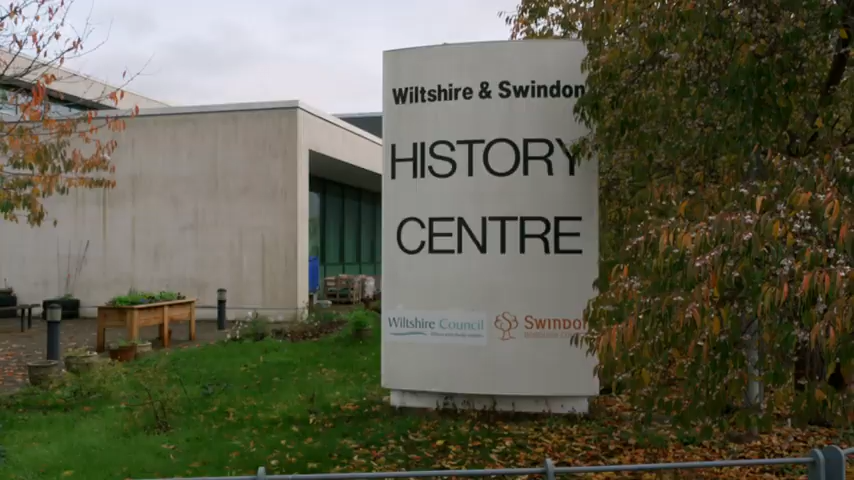 Wiltshire & Swindon
HISTORY
CENTRE
Wiltshire Council
Swindon